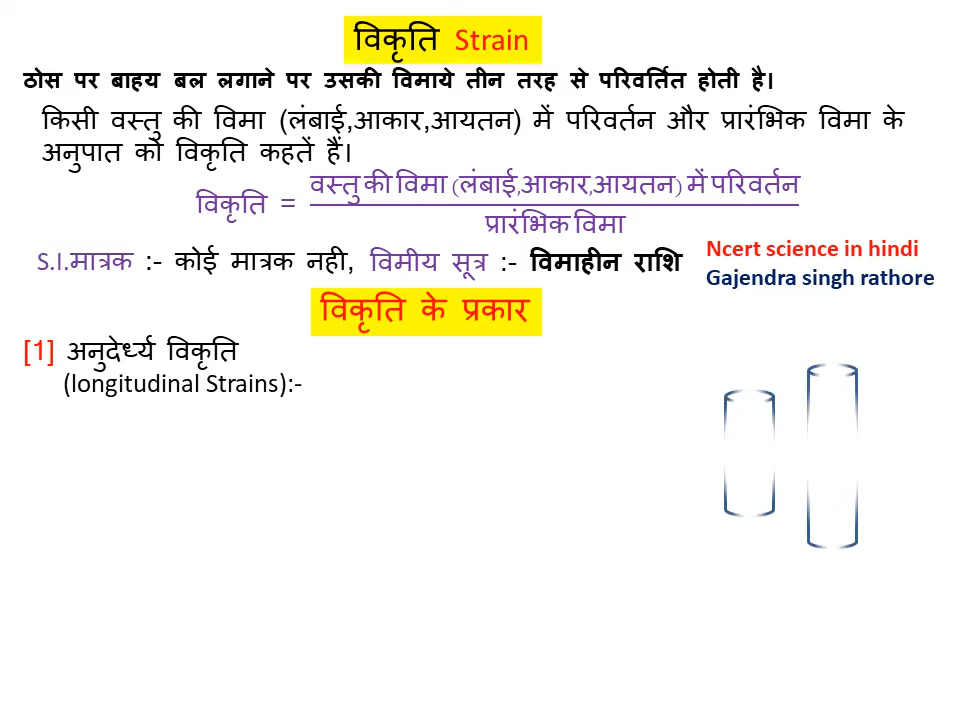 विकृति Strain
ठोस पर बाहय बल लगाने पर उसकी विमाये तीन तरह से परिवर्तित होती है।
किसी वस्तु की विमा (लंबाई,आकार,आयतन) में परिवर्तन और प्रारंभिक विमा के
अनुपात को विकृति कहतें हैं।
विकृति = वस्तु की विमा (लंबाई,आकार,आयतन) में परिवर्तन
प्रारंभिक विमा
S.I.मात्रक :- कोई मात्रक नही, विमीय सूत्र :- विमाहीन राशि
Ncert science in hindi
Gajendra singh rathore
विकृति के प्रकार
[1] अनुदेर्ध्य विकृति
(longitudinal Strains):-